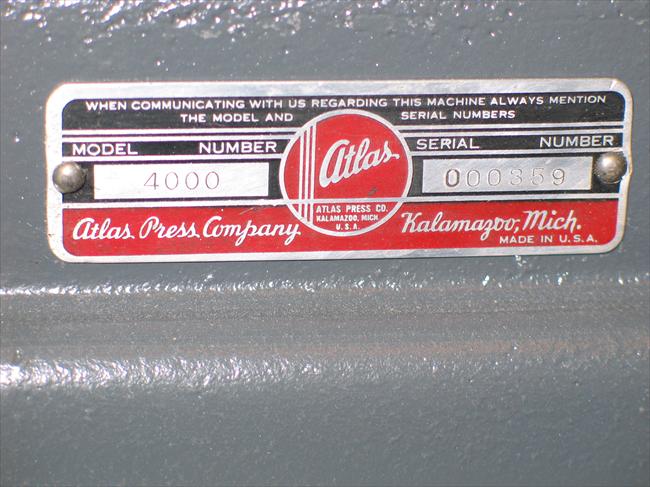 WHEN COMMUNICATING WITH US REGARDING THIS MACHINE ALWAYS MENTION
THE MODEL AND SERIAL NUMBERS
MODEL NUMBER
4000
Atlas
ATLAS PRESS CO.
KALAMAZOO, MICH
U.S.A.
SERIAL NUMBER
000359
Atlas Press Company
Kalamazoo, Mich.
MADE IN U.S.A.